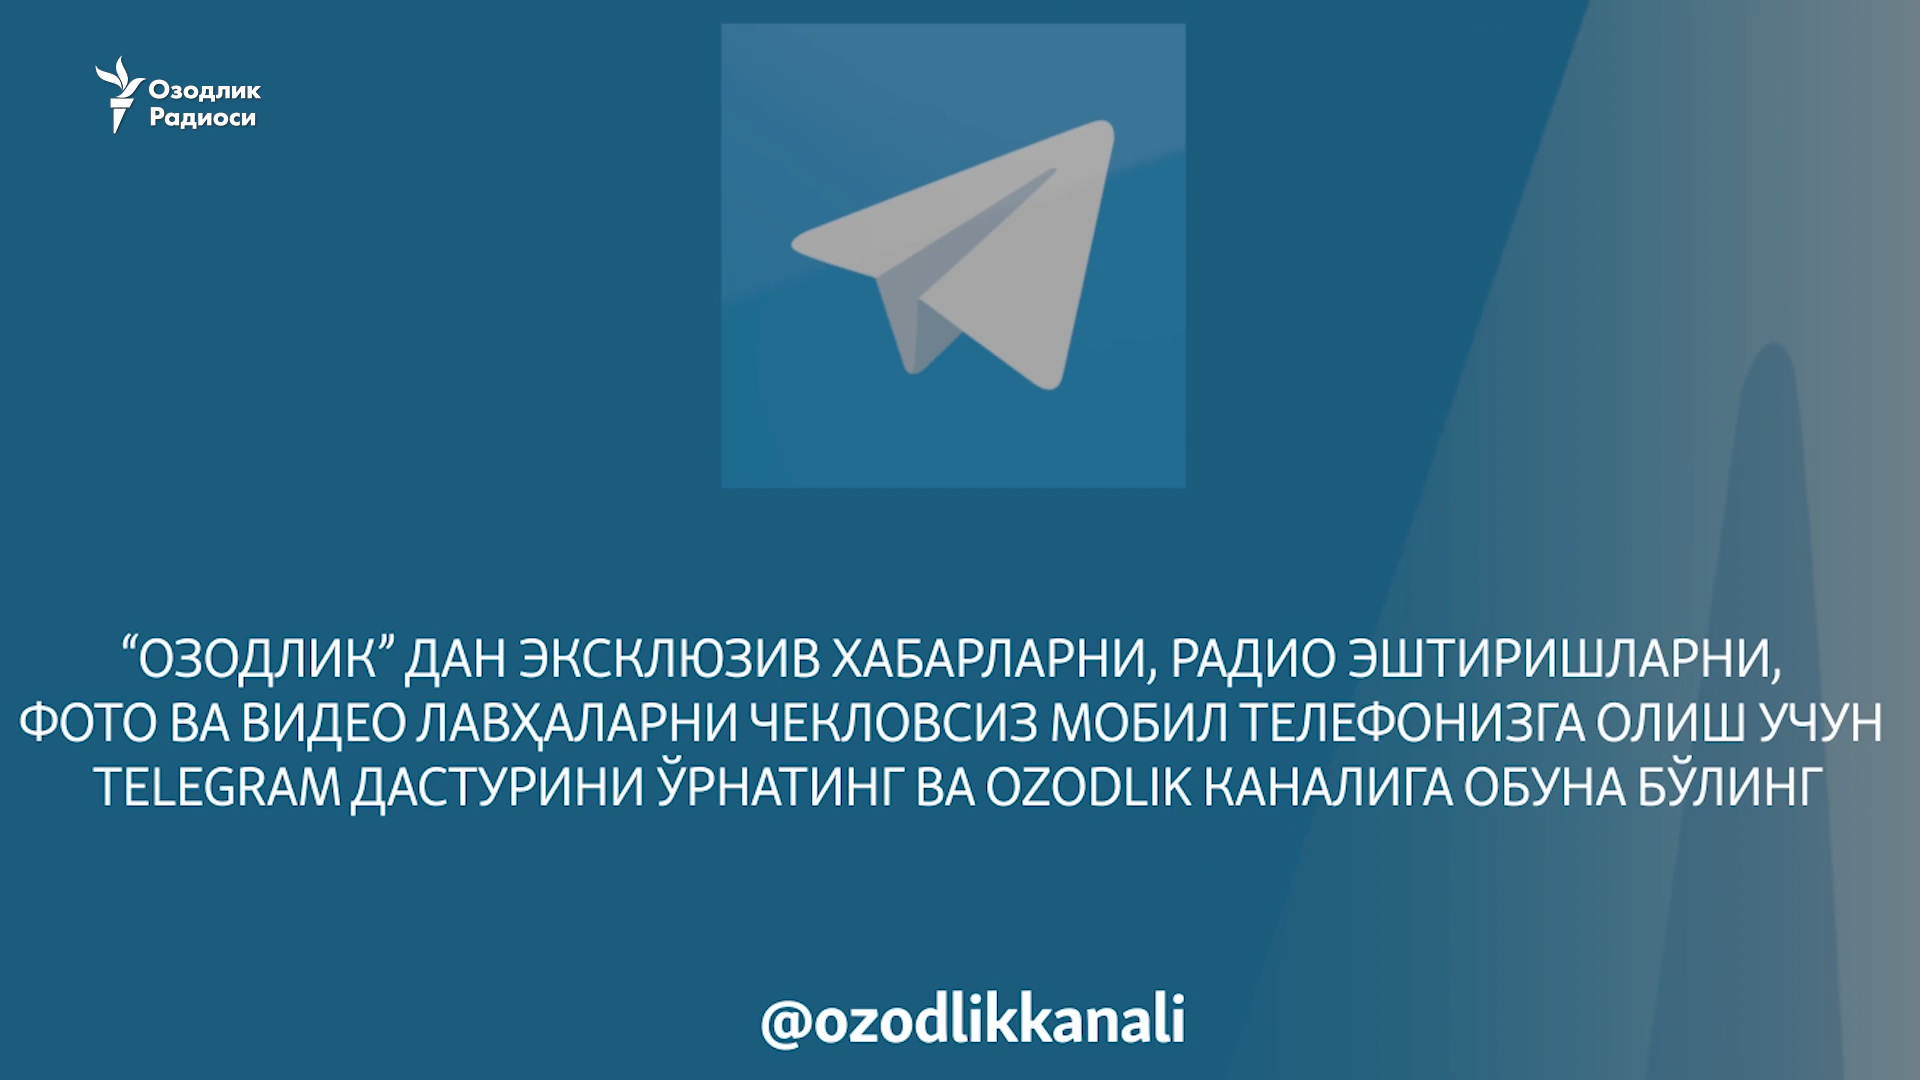 Озодлик
Радиоси
“ОЗОДЛИК” ДАН ЭКСКЛЮЗИВ ХАБАРЛАРНИ, РАДИО ЭШТИРИШЛАРНИ,
ФОТО ВА ВИДЕО ЛАВҲАЛАРНИ ЧЕКЛОВСИЗ МОБИЛ ТЕЛЕФОНИЗГА ОЛИШ УЧУН
TELEGRAM ДАСТУРИНИ ЎРНАТИНГ ВА OZODLIK КАНАЛИГА ОБУНА БЎЛИНГ
@ozodlikkanali